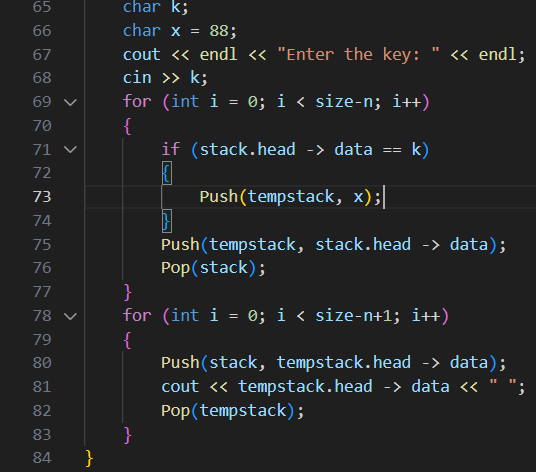 65 char k;
66 char x = 88;
67 cout << endl << "Enter the key: " << endl;
68 cin >> k;
69 for (int i = 0; i < size-n; i++)
70 {
71 if (stack.head -> data == k)
72 {
73 Push(tempstack, x);
74 }
75 Push(tempstack, stack.head -> data);
76 Pop(stack);
77 }
78 for (int i = 0; i < size-n+1; i++)
79 {
80 Push(stack, tempstack.head -> data);
81 cout << tempstack.head -> data << " ";
82 Pop(tempstack);
83 }
84 }